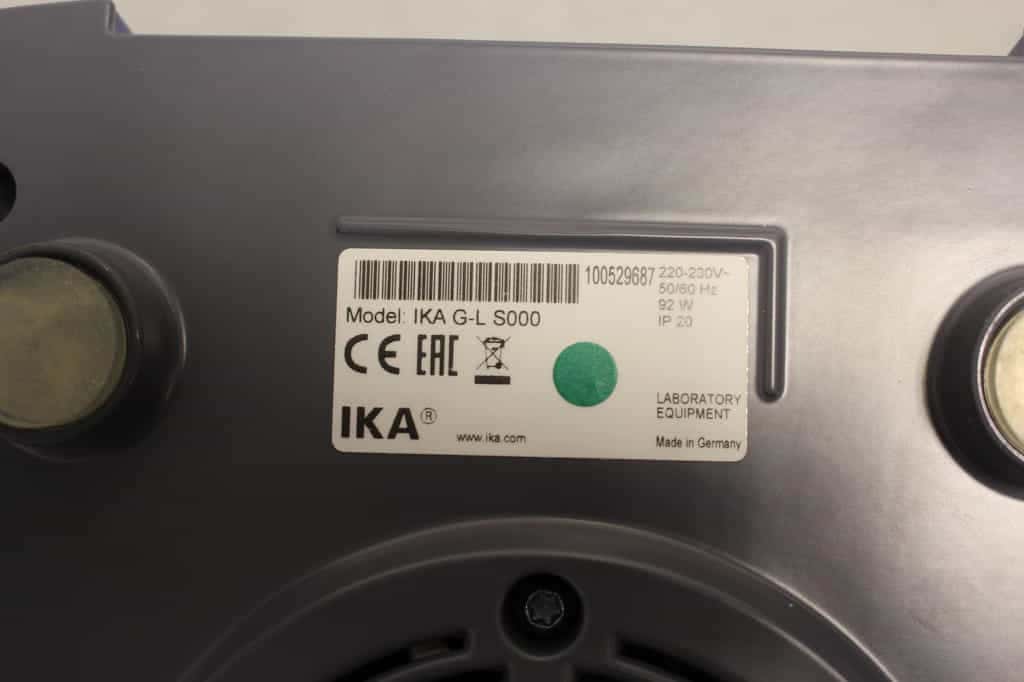 100529687
220-230V~
50/60 Hz
92 W
IP 20
Model: IKA G-L S000
CE EAC
IKA®
www.ika.com
LABORATORY
EQUIPMENT
Made in Germany